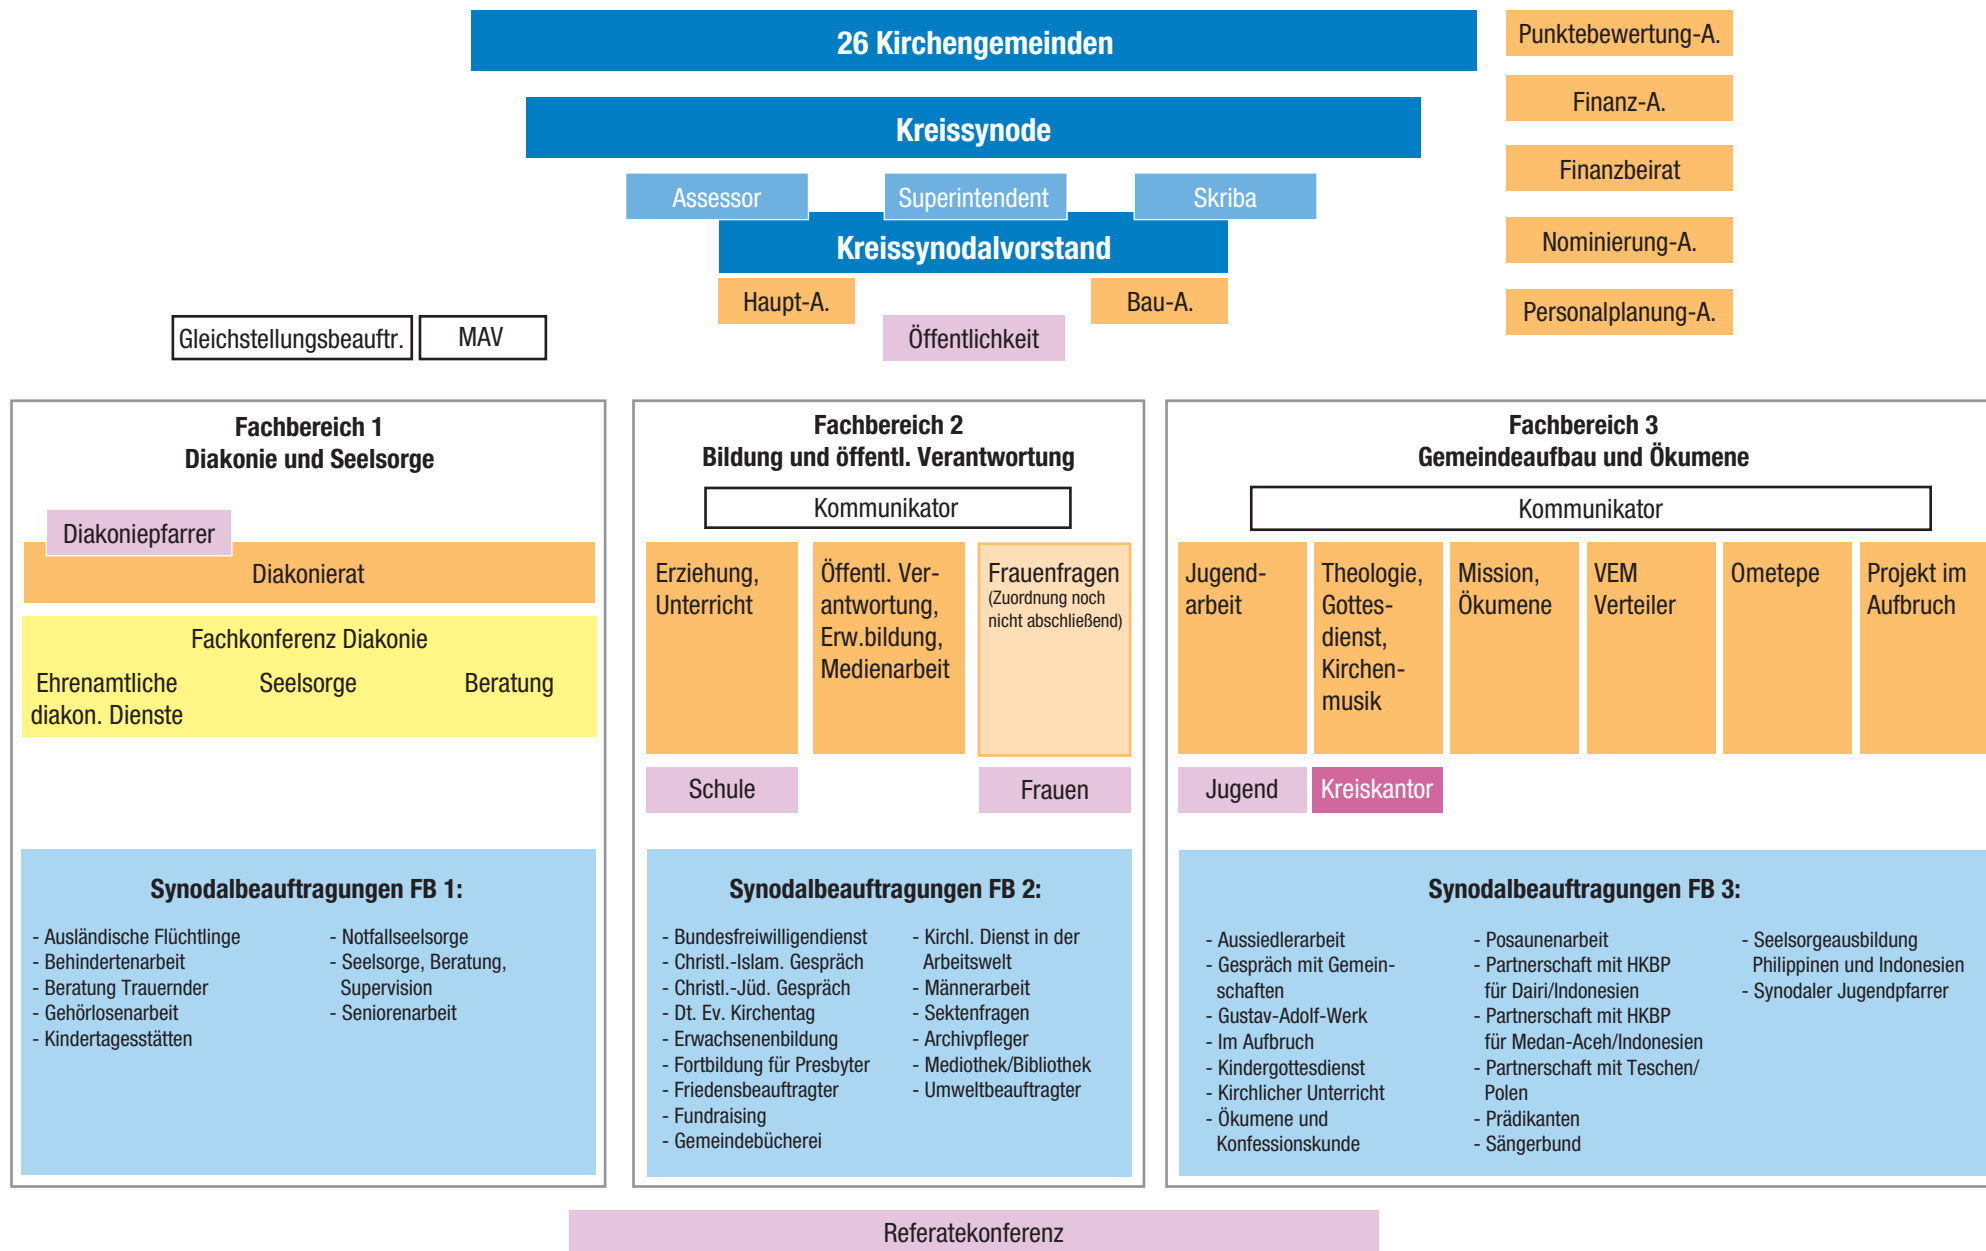 26 Kirchengemeinden
Kreissynode
Assessor
Superintendent
Skriba
Kreissynodalvorstand
Haupt-A.
Bau-A.
Öffentlichkeit
Punktebewertung-A.
Finanz-A.
Finanzbeirat
Nominierung-A.
Personalplanung-A.
Gleichstellungsbeauftr.
MAV
Fachbereich 1
Diakonie und Seelsorge
Diakoniepfarrer
Diakonierat
Fachkonferenz Diakonie
Ehrenamtliche
diakon. Dienste
Seelsorge
Beratung
Synodalbeauftragungen FB 1:
- Ausländische Flüchtlinge
- Behindertenarbeit
- Beratung Trauernder
- Gehörlosenarbeit
- Kindertagesstätten
- Notfallseelsorge
- Seelsorge, Beratung,
Supervision
- Seniorenarbeit
Fachbereich 2
Bildung und öffentl. Verantwortung
Kommunikator
Erziehung,
Unterricht
Öffentl. Ver-
antwortung,
Erw.bildung,
Medienarbeit
Frauenfragen
(Zuordnung noch
nicht abschließend)
Schule
Frauen
Synodalbeauftragungen FB 2:
- Bundesfreiwilligendienst
- Christl.-Islam. Gespräch
- Christl.-Jüd. Gespräch
- Dt. Ev. Kirchentag
- Erwachsenenbildung
- Fortbildung für Presbyter
- Friedensbeauftragter
- Fundraising
- Gemeindebücherei
- Kirchl. Dienst in der
Arbeitswelt
- Männerarbeit
- Sektenfragen
- Archivpfleger
- Mediothek/Bibliothek
- Umweltbeauftragter
Fachbereich 3
Gemeindeaufbau und Ökumene
Kommunikator
Jugend-
arbeit
Theologie,
Gottes-
dienst,
Kirchen-
musik
Mission,
Ökumene
VEM
Verteiler
Ometepe
Projekt im
Aufbruch
Jugend
Kreiskantor
Synodalbeauftragungen FB 3:
- Aussiedlerarbeit
- Gespräch mit Gemein-
schaften
- Gustav-Adolf-Werk
- Im Aufbruch
- Kindergottesdienst
- Kirchlicher Unterricht
- Ökumene und
Konfessionskunde
- Posaunenarbeit
- Partnerschaft mit HKBP
für Dairi/Indonesien
- Partnerschaft mit HKBP
für Medan-Aceh/Indonesien
- Partnerschaft mit Teschen/
Polen
- Prädikanten
- Sängerbund
- Seelsorgeausbildung
Philippinen und Indonesien
- Synodaler Jugendpfarrer
Referatekonferenz